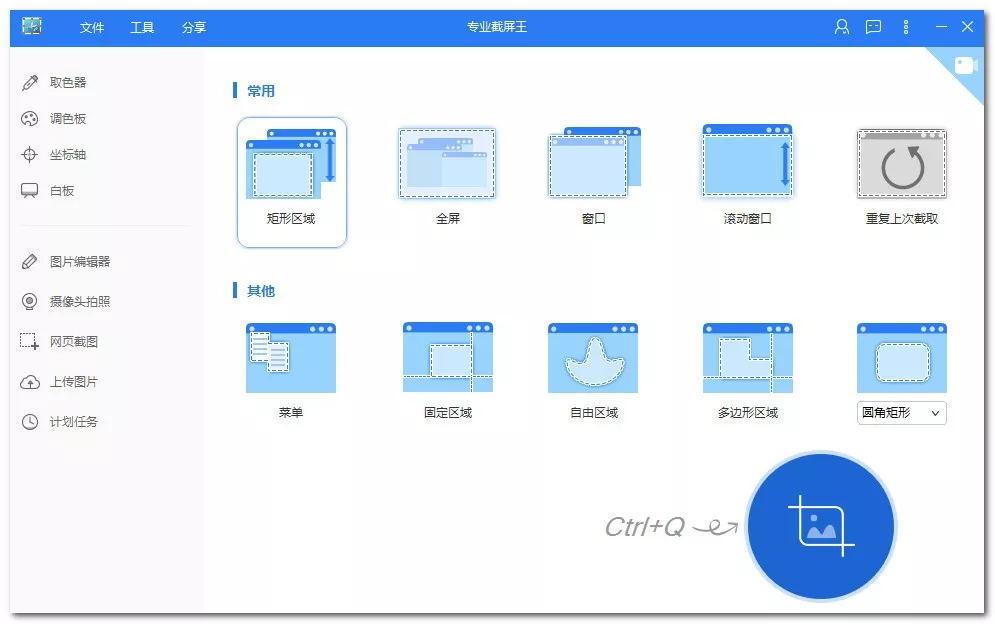 文件 工具 分享 专业截屏王
取色器
调色板
坐标轴
白板
图片编辑器
摄像头拍照
网页截图
上传图片
计划任务
常用
矩形区域 全屏 窗口 滚动窗口 重复上次截取
其他
菜单 固定区域 自由区域 多边形区域 圆角矩形
Ctrl+Q